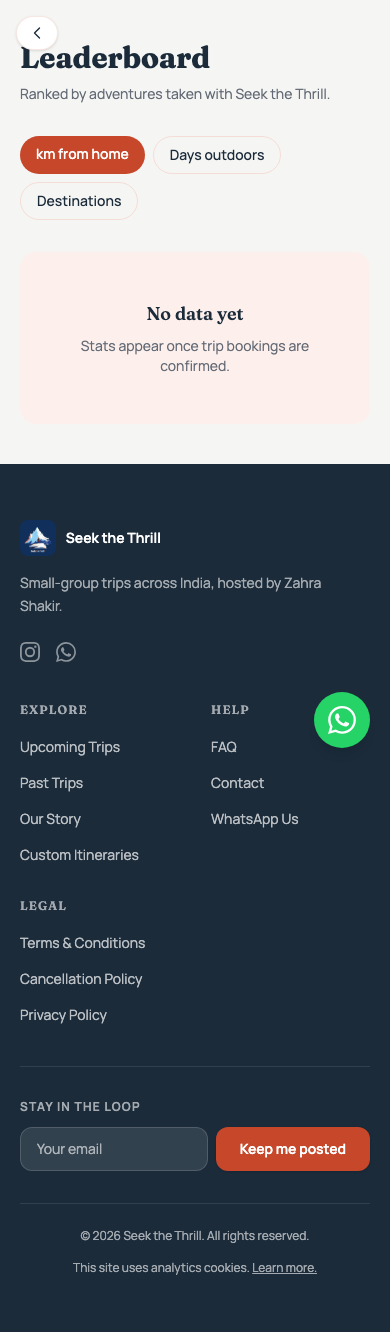 Leaderboard
Ranked by adventures taken with Seek the Thrill.
km from home
Days outdoors
Destinations
No data yet
Stats appear once trip bookings are
confirmed.
Seek the Thrill
Small-group trips across India, hosted by Zahra
Shakir.
EXPLORE
Upcoming Trips
Past Trips
Our Story
Custom Itineraries
HELP
FAQ
Contact
WhatsApp Us
LEGAL
Terms & Conditions
Cancellation Policy
Privacy Policy
STAY IN THE LOOP
Your email
Keep me posted
© 2026 Seek the Thrill. All rights reserved.
This site uses analytics cookies. Learn more.